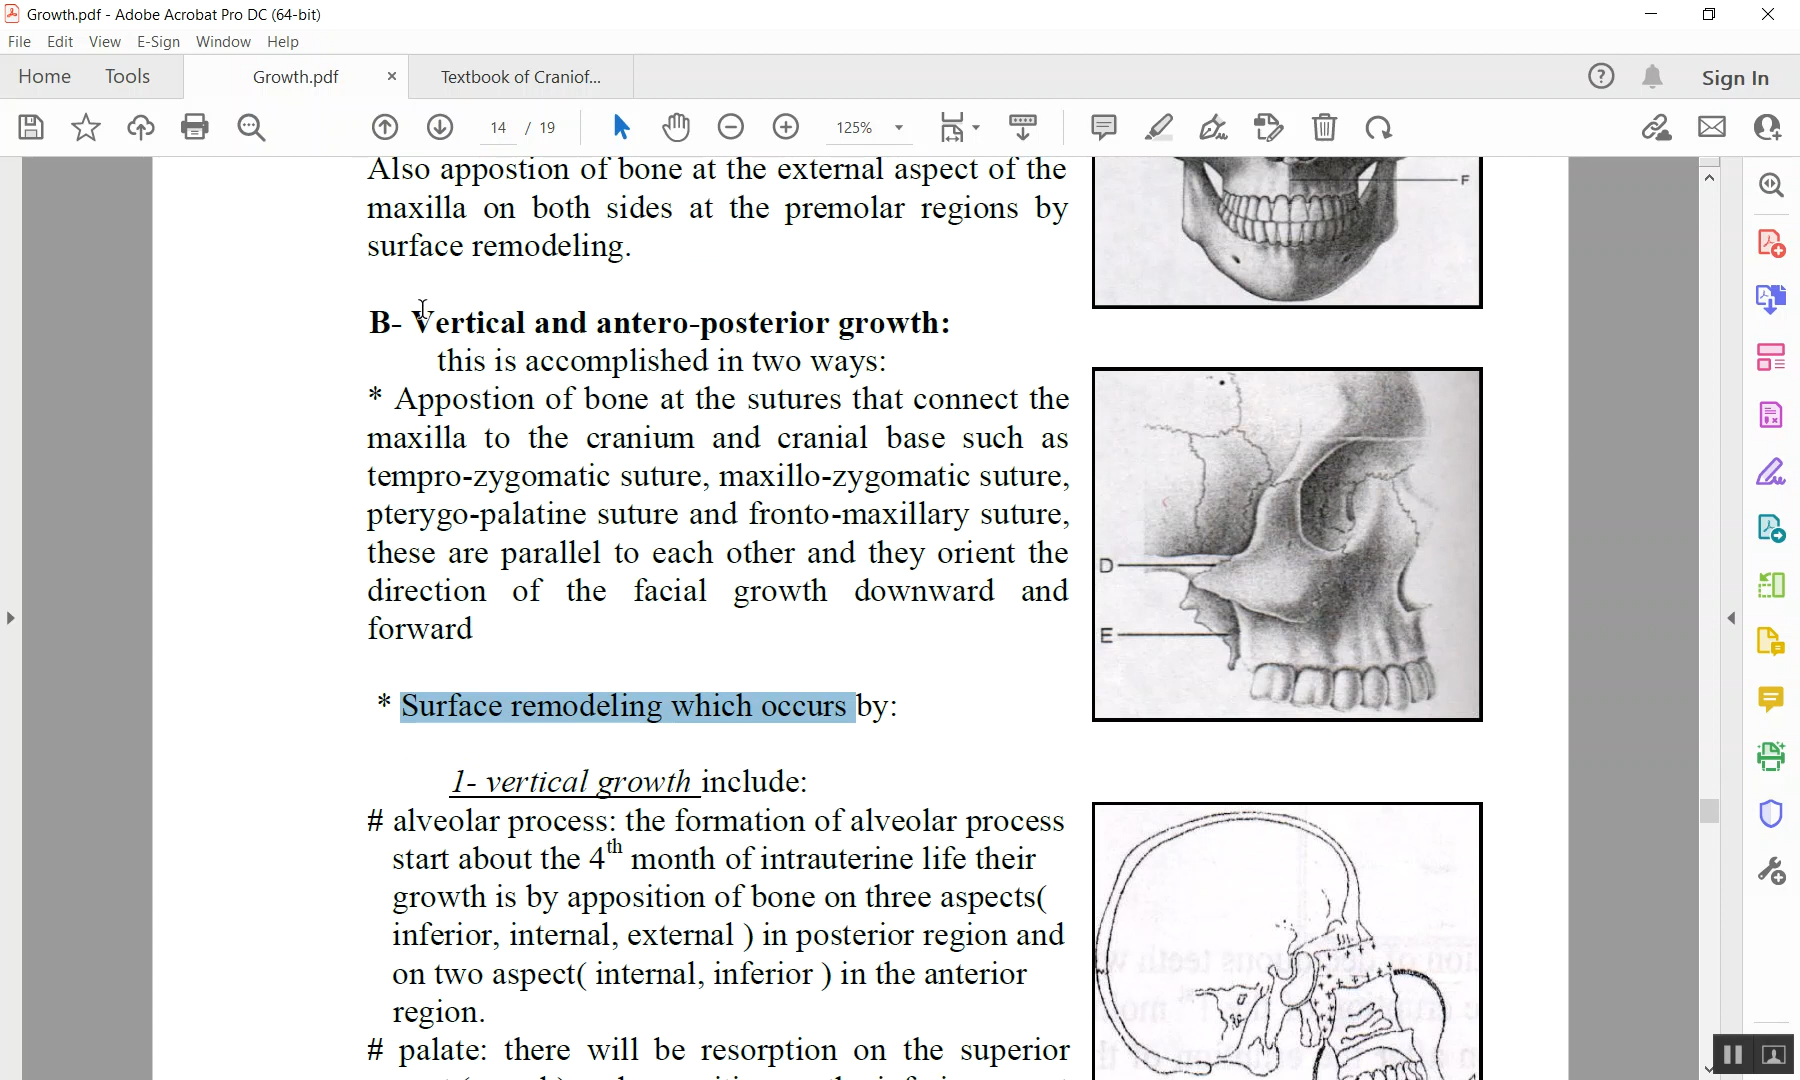 Growth.pdf - Adobe Acrobat Pro DC (64-bit)
File Edit View E-Sign Window Help
Home Tools Growth.pdf × Textbook of Craniof... Sign In
14 / 19 125%
Also appostion of bone at the external aspect of the
maxilla on both sides at the premolar regions by
surface remodeling.
F
B- Vertical and antero-posterior growth:
this is accomplished in two ways:
* Appostion of bone at the sutures that connect the
maxilla to the cranium and cranial base such as
tempro-zygomatic suture, maxillo-zygomatic suture,
pterygo-palatine suture and fronto-maxillary suture,
these are parallel to each other and they orient the
direction of the facial growth downward and
forward
D
E
* Surface remodeling which occurs by:
1- vertical growth include:
# alveolar process: the formation of alveolar process
start about the 4th month of intrauterine life their
growth is by apposition of bone on three aspects(
inferior, internal, external ) in posterior region and
on two aspect( internal, inferior ) in the anterior
region.
# palate: there will be resorption on the superior